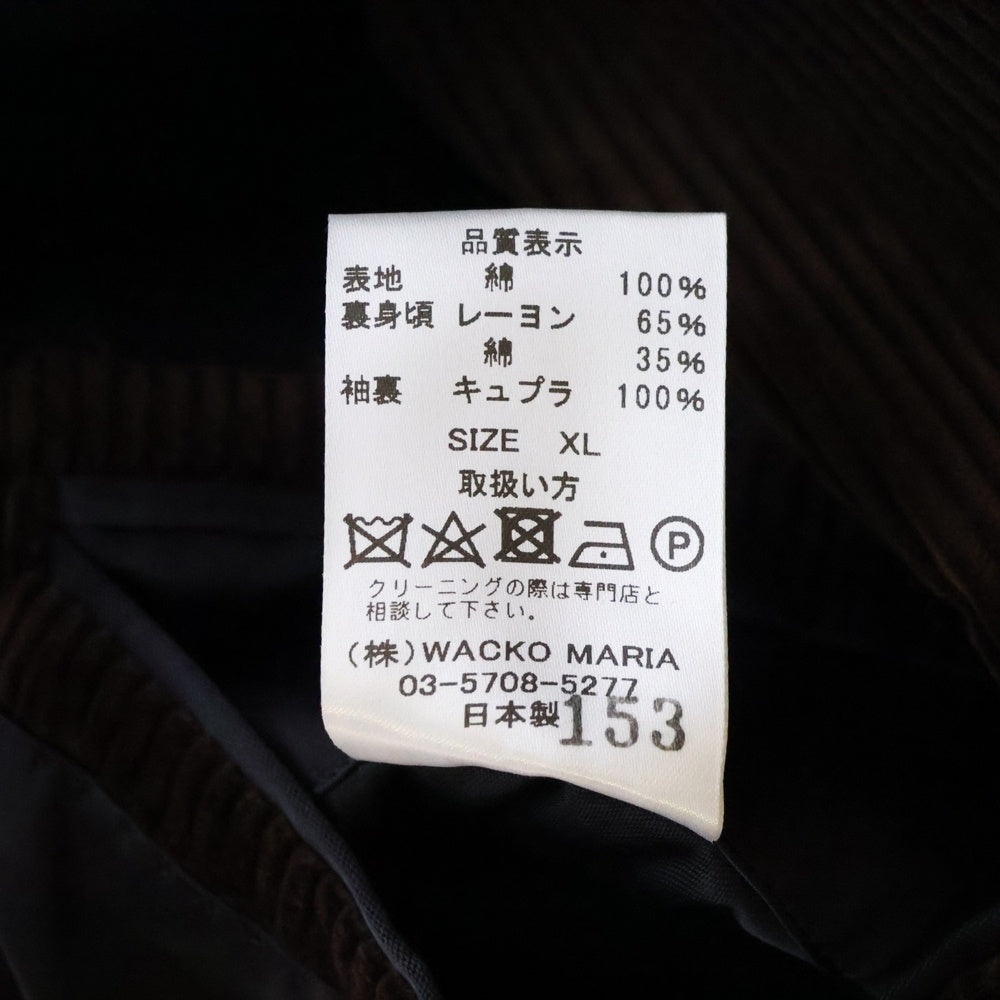 品質表示
表地 綿 100%
裏身頃 レーヨン 65%
綿 35%
袖裏 キュプラ 100%
SIZE XL
取扱い方
P
クリーニングの際は専門店と
相談して下さい。
(株)WACKO MARIA
03-5708-5277
日本製 153